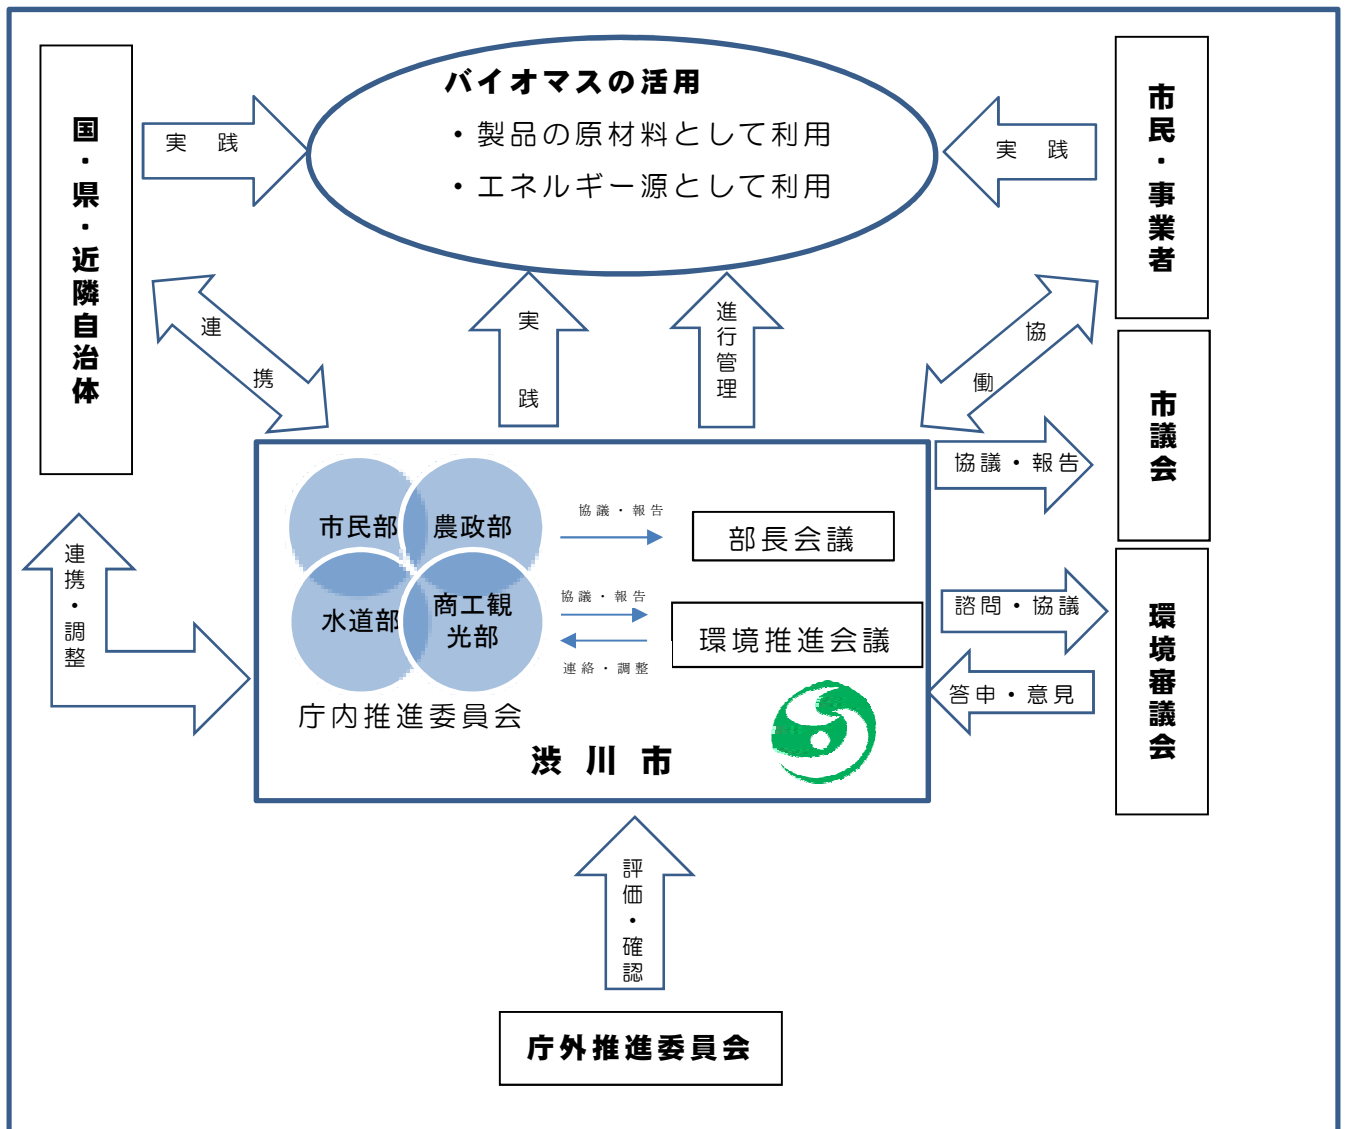 バイオマスの活用
・製品の原材料として利用
・エネルギー源として利用
国・県・近隣自治体
実　践
実　践
市民・事業者
連
携
実
践
進行管理
協
働
市議会
協議・報告
市民部
農政部
水道部
商工観
光部
庁内推進委員会
協議・報告
部長会議
協議・報告
環境推進会議
連絡・調整
渋 川 市
連携・調整
諮問・協議
答申・意見
環境審議会
評価・確認
庁外推進委員会